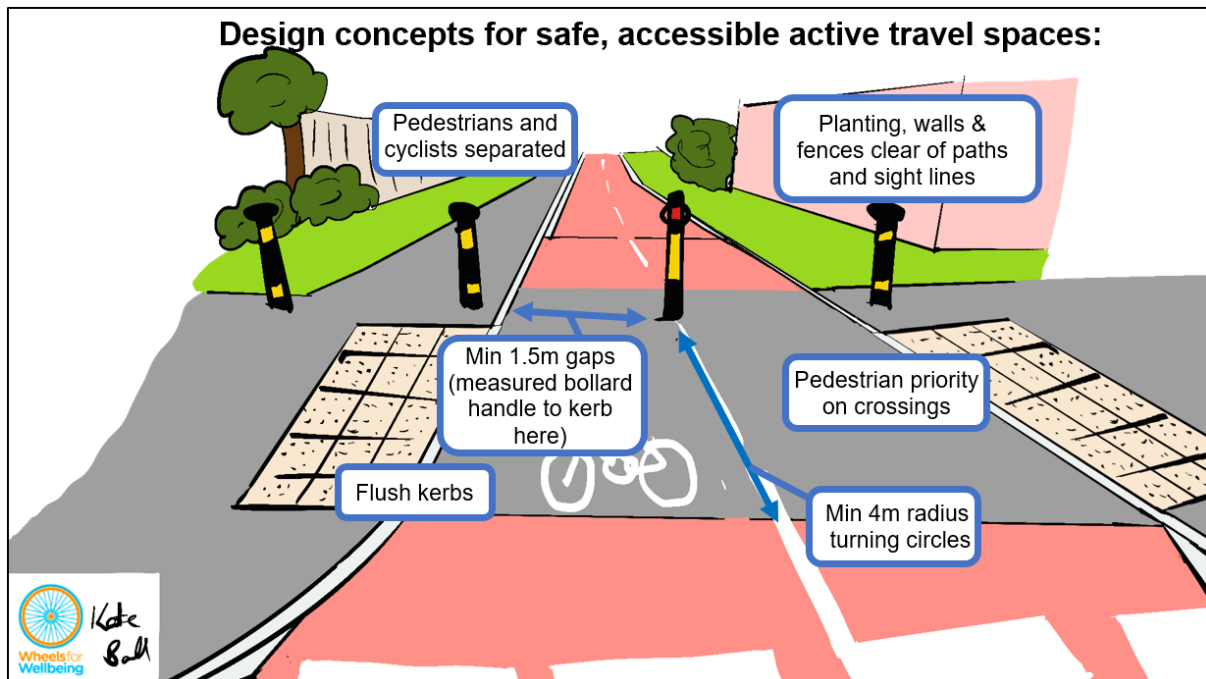 Design concepts for safe, accessible active travel spaces:
Pedestrians and
cyclists separated
Planting, walls &
fences clear of paths
and sight lines
Min 1.5m gaps
(measured bollard
handle to kerb
here)
Pedestrian priority
on crossings
Flush kerbs
Min 4m radius
turning circles
Wheels for
Wellbeing
Kate
Ball